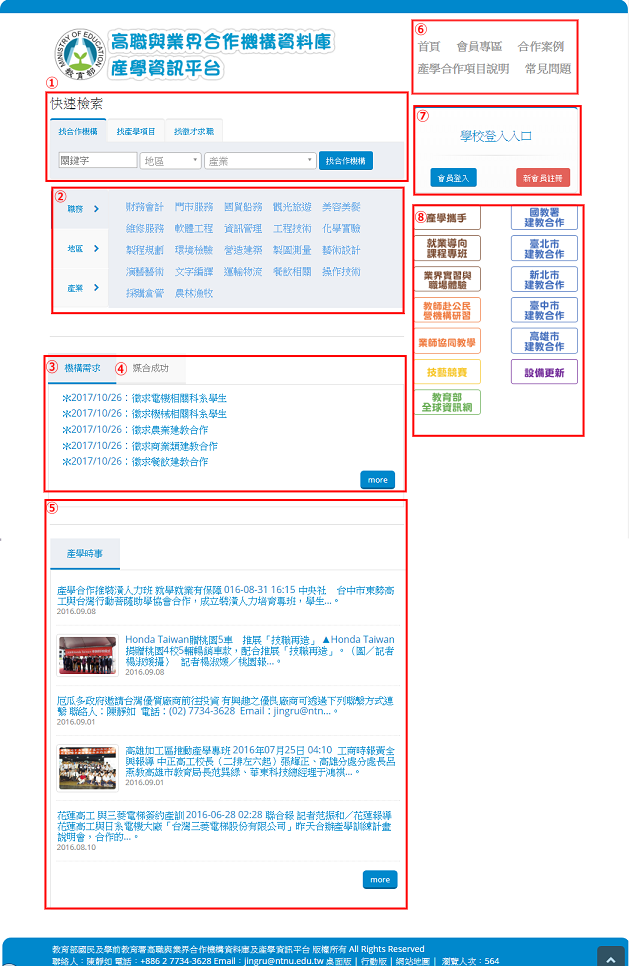 MINISTRY OF EDUCATION
教育部
高職與業界合作機構資料庫
產學資訊平台
⑥
首頁 會員專區 合作案例
產學合作項目說明 常見問題
①
快速檢索
找合作機構 找產學項目 找徵才求職
關鍵字 地區 產業 找合作機構
⑦
學校登入入口
會員登入 新會員註冊
②
職務
地區
產業
財務會計 門市服務 國貿船務 觀光旅遊 美容美髮
維修服務 軟體工程 資訊管理 工程技術 化學實驗
製程規劃 環境檢驗 營造建築 製圖測量 藝術設計
演藝藝術 文字編譯 運輸物流 餐飲相關 操作技術
採購倉管 農林漁牧
⑧
產學攜手
就業導向
課程專班
業界實習與
職場體驗
教師赴公民
營機構研習
業師協同教學
技藝競賽
教育部
全球資訊網
國教署
建教合作
臺北市
建教合作
新北市
建教合作
臺中市
建教合作
高雄市
建教合作
設備更新
③ 機構需求 ④ 媒合成功
※2017/10/26：徵求電機相關科系學生
※2017/10/26：徵求機械相關科系學生
※2017/10/26：徵求農業建教合作
※2017/10/26：徵求商業類建教合作
※2017/10/26：徵求餐飲建教合作
more
⑤
產學時事
產學合作推裝潢人力班 就學就業有保障 016-08-31 16:15 中央社 台中市東勢高
工與台灣行動菩薩助學協會合作，成立裝潢人力培育專班，學生...。
2016.09.08
Honda Taiwan贈桃園5車 推展「技職再造」 ▲Honda Taiwan
捐贈桃園4校5輛暢銷車款，配合推展「技職再造」。（圖／記者
楊淑媛攝） 記者楊淑媛／桃園報...。
2016.09.08
厄瓜多政府邀請台灣優質廠商前往投資 有興趣之優良廠商可透過下列聯繫方式連
繫 聯絡人：陳靜如 電話：(02) 7734-3628 Email：jingru@ntn...。
2016.09.01
高雄加工區推動產學專班 2016年07月25日 04:10 工商時報黃全
興報導 中正高工校長（二排左六起）張輝正、高雄分處分處長呂
燕教高雄市教育局長范巽綠、華東科技總經理于鴻祺...。
2016.09.01
花蓮高工 與三菱電梯簽約產訓 2016-06-28 02:28 聯合報 記者范振和／花蓮報導
花蓮高工與日系電機大廠「台灣三菱電梯股份有限公司」昨天合辦產學訓練計畫
說明會，合作的...。
2016.08.10
more
教育部國民及學前教育署高職與業界合作機構資料庫及產學資訊平台 版權所有 All Rights Reserved
聯絡人：陳靜如 電話：+886 2 7734-3628 Email：jingru@ntnu.edu.tw 桌面版 | 行動版 | 網站地圖 | 瀏覽人次：564